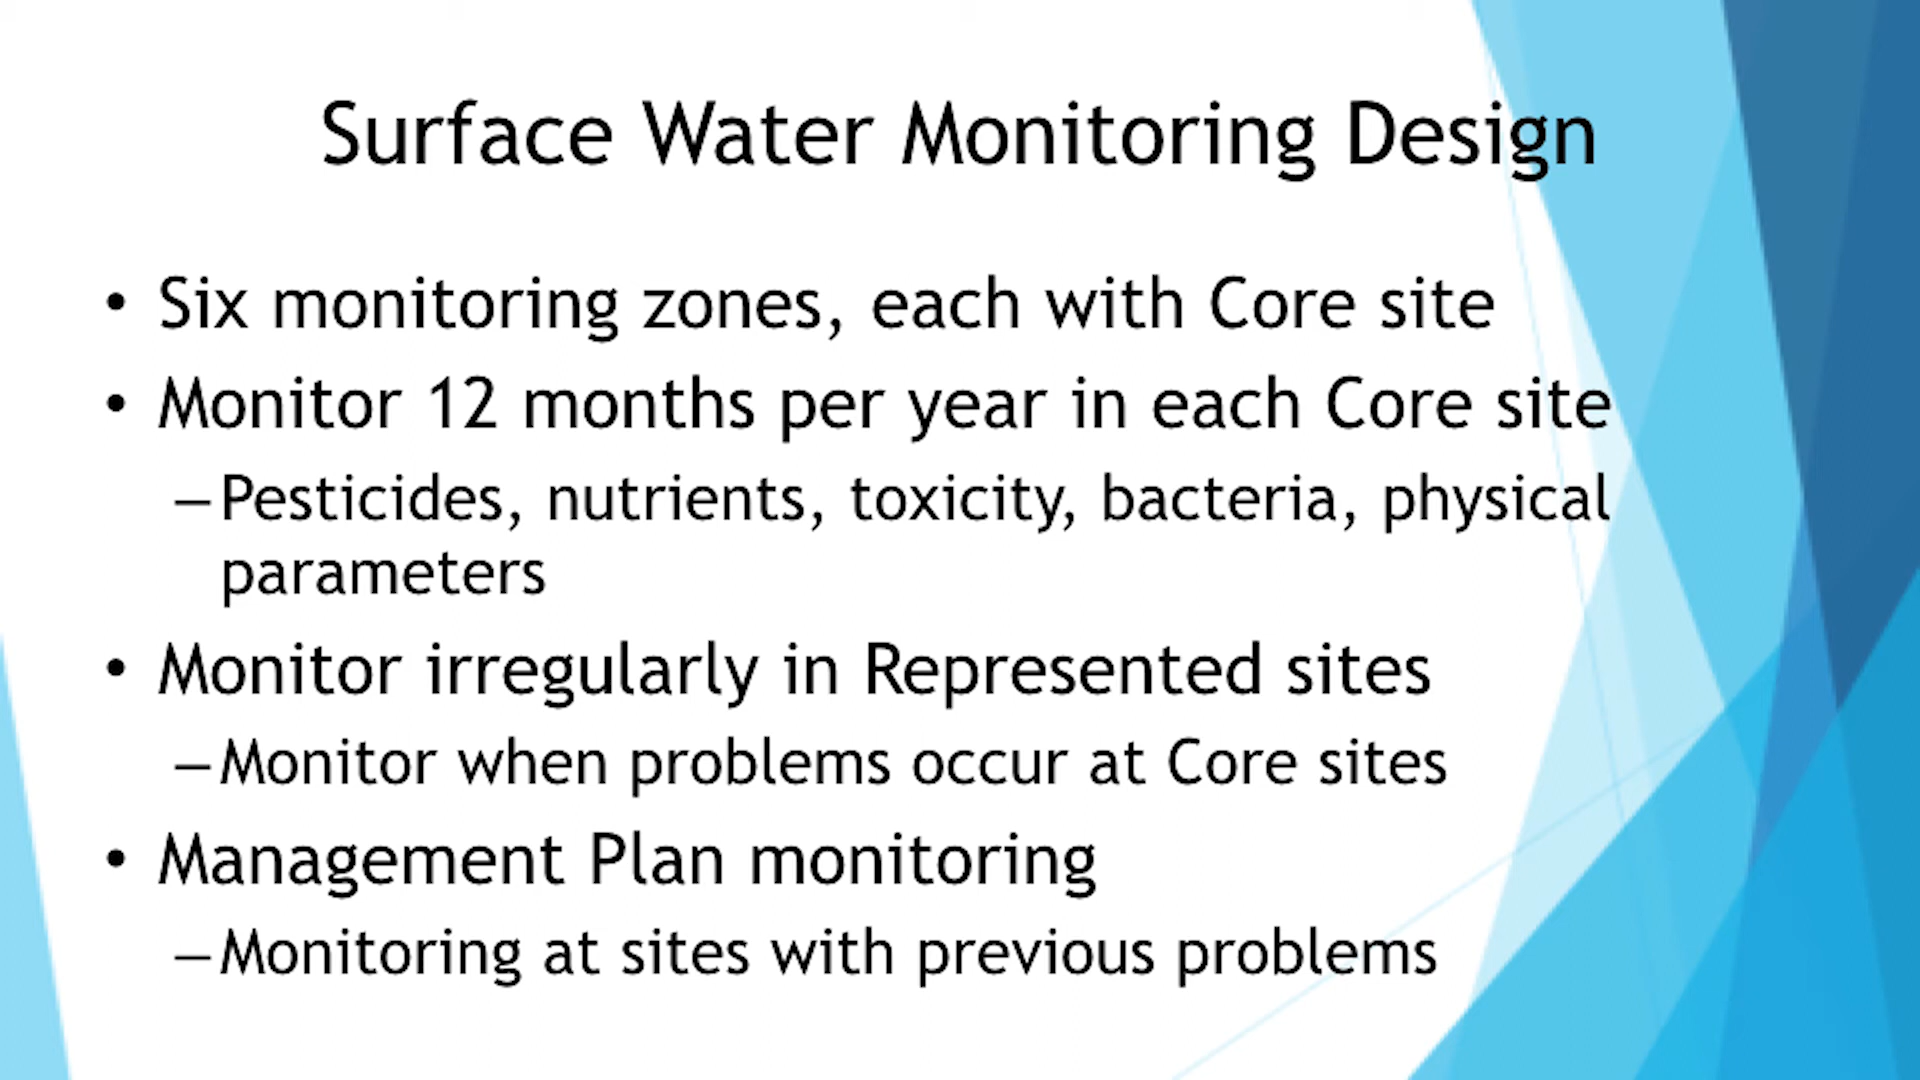 Surface Water Monitoring Design
• Six monitoring zones, each with Core site
• Monitor 12 months per year in each Core site
–Pesticides, nutrients, toxicity, bacteria, physical
parameters
• Monitor irregularly in Represented sites
–Monitor when problems occur at Core sites
• Management Plan monitoring
–Monitoring at sites with previous problems